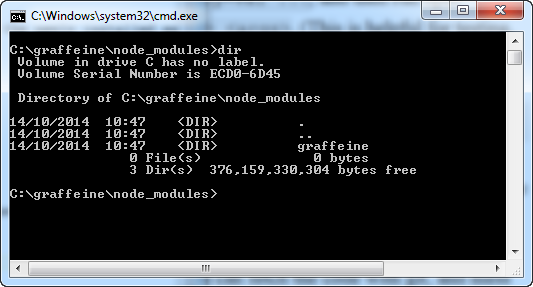 C:\Windows\system32\cmd.exe
C:\graffeine\node_modules>dir
 Volume in drive C has no label.
 Volume Serial Number is ECD0-6D45

 Directory of C:\graffeine\node_modules

14/10/2014  10:47    <DIR>          .
14/10/2014  10:47    <DIR>          ..
14/10/2014  10:47    <DIR>          graffeine
               0 File(s)              0 bytes
               3 Dir(s)  376,159,330,304 bytes free

C:\graffeine\node_modules>